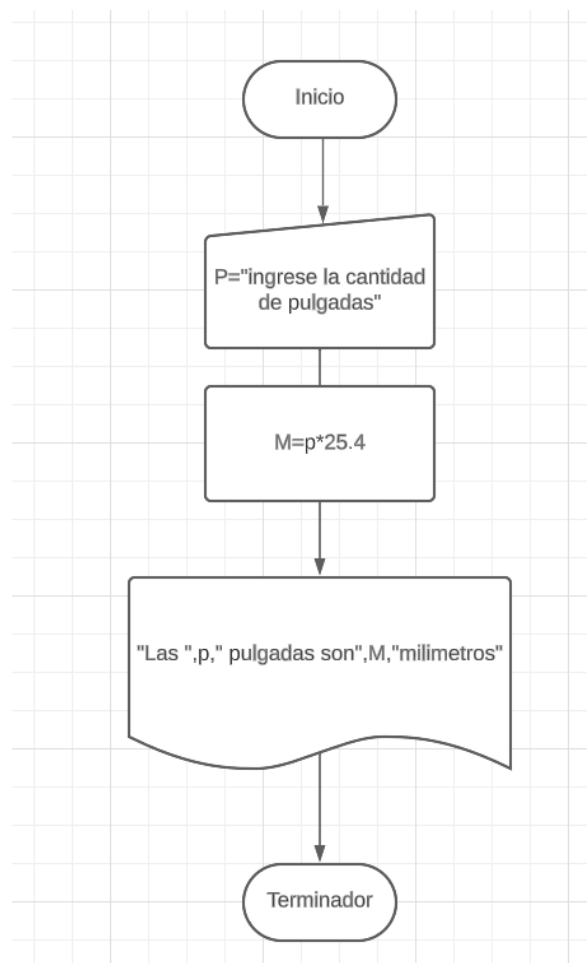 Inicio
P="ingrese la cantidad
de pulgadas"
M=p*25.4
"Las ",p," pulgadas son",M,"milimetros"
Terminador